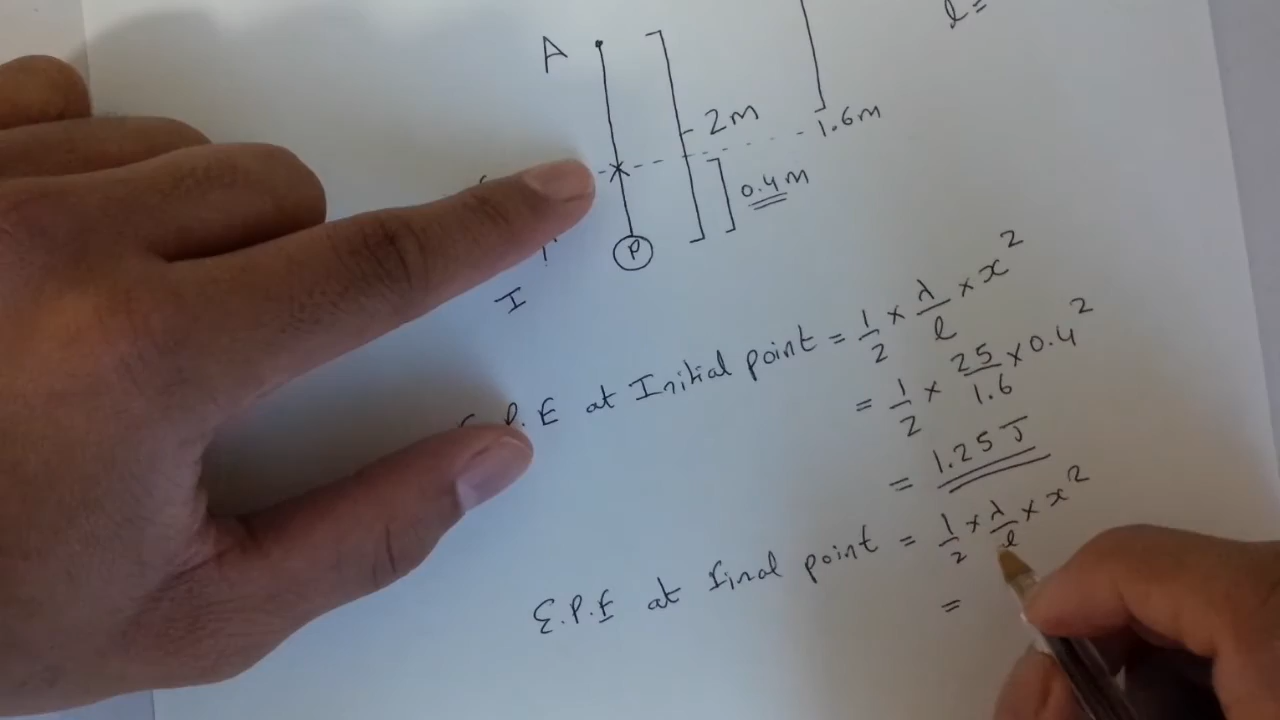 l=
A
2m
1.6m
0.4m
P
I
E at Initial point = 1/2 × λ/l × x²
= 1/2 × 25/1.6 × 0.4²
= 1.25 J
E.P.E at final point = 1/2 × λ/l × x²
=